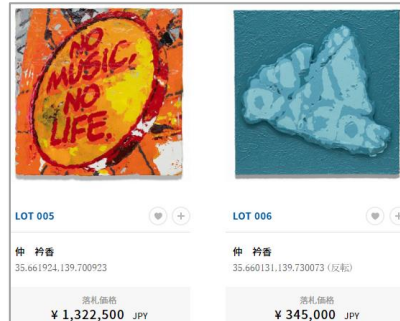 NO
MUSIC,
NO
LIFE.
LOT 005
仲　衿香
35.661924,139.700923
落札価格
¥ 1,322,500 JPY
LOT 006
仲　衿香
35.660131,139.730073 (反転)
落札価格
¥ 345,000 JPY